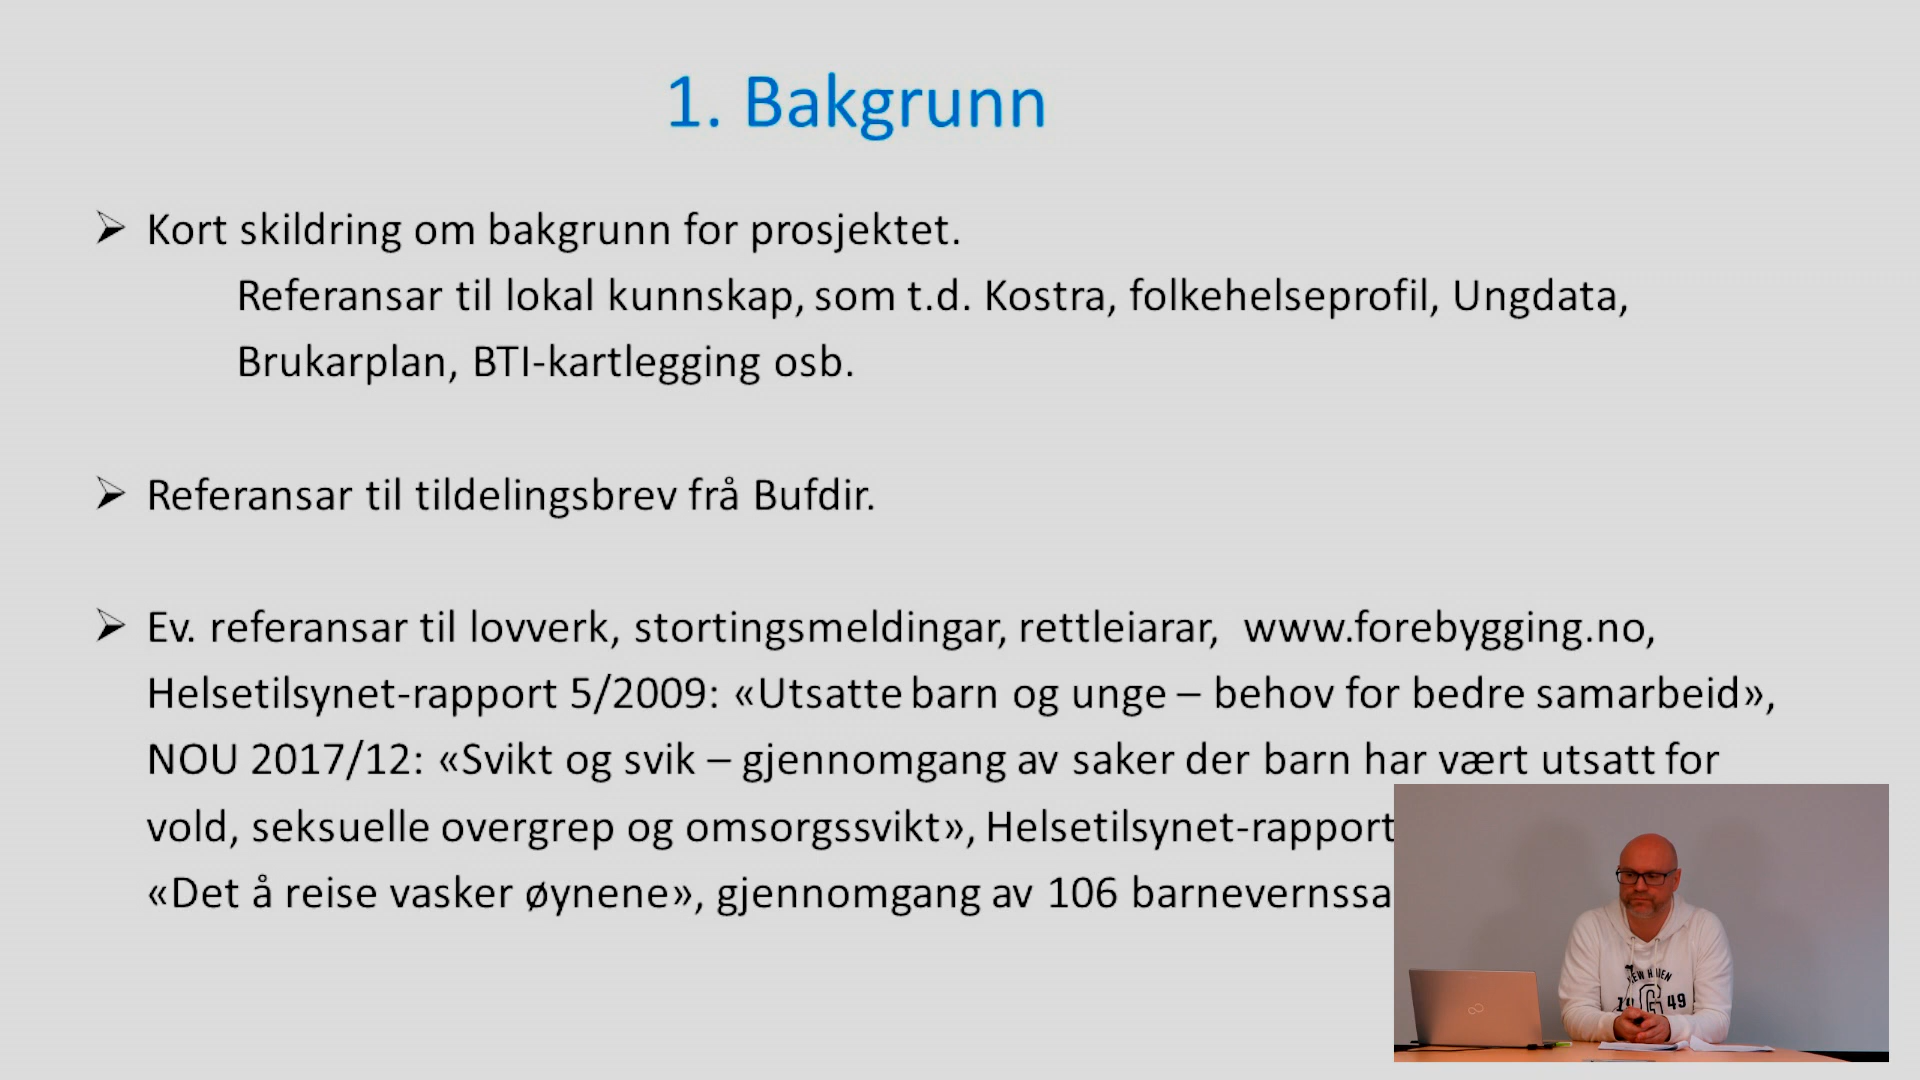 1. Bakgrunn
Kort skildring om bakgrunn for prosjektet.
Referansar til lokal kunnskap, som t.d. Kostra, folkehelseprofil, Ungdata,
Brukarplan, BTI-kartlegging osb.
Referansar til tildelingsbrev frå Bufdir.
Ev. referansar til lovverk, stortingsmeldingar, rettleiarar, www.forebygging.no,
Helsetilsynet-rapport 5/2009: «Utsatte barn og unge – behov for bedre samarbeid»,
NOU 2017/12: «Svikt og svik – gjennomgang av saker der barn har vært utsatt for
vold, seksuelle overgrep og omsorgssvikt», Helsetilsynet-rapport
«Det å reise vasker øynene», gjennomgang av 106 barnevernssa
G
49